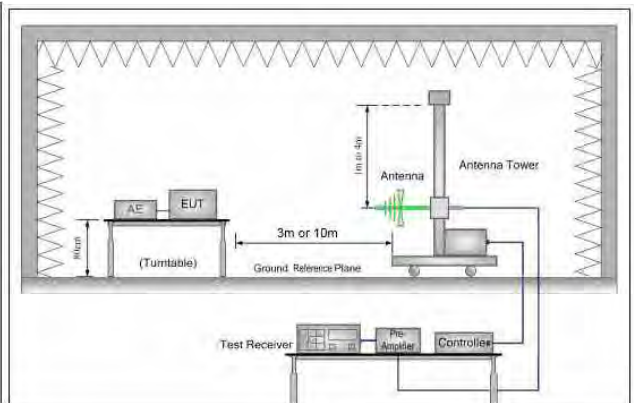 1m or 4m
Antenna
Antenna Tower
AE
EUT
3m or 10m
80cm
(Turntable)
Ground Reference Plane
Test Receiver
Pre-
Amplifier
Controller